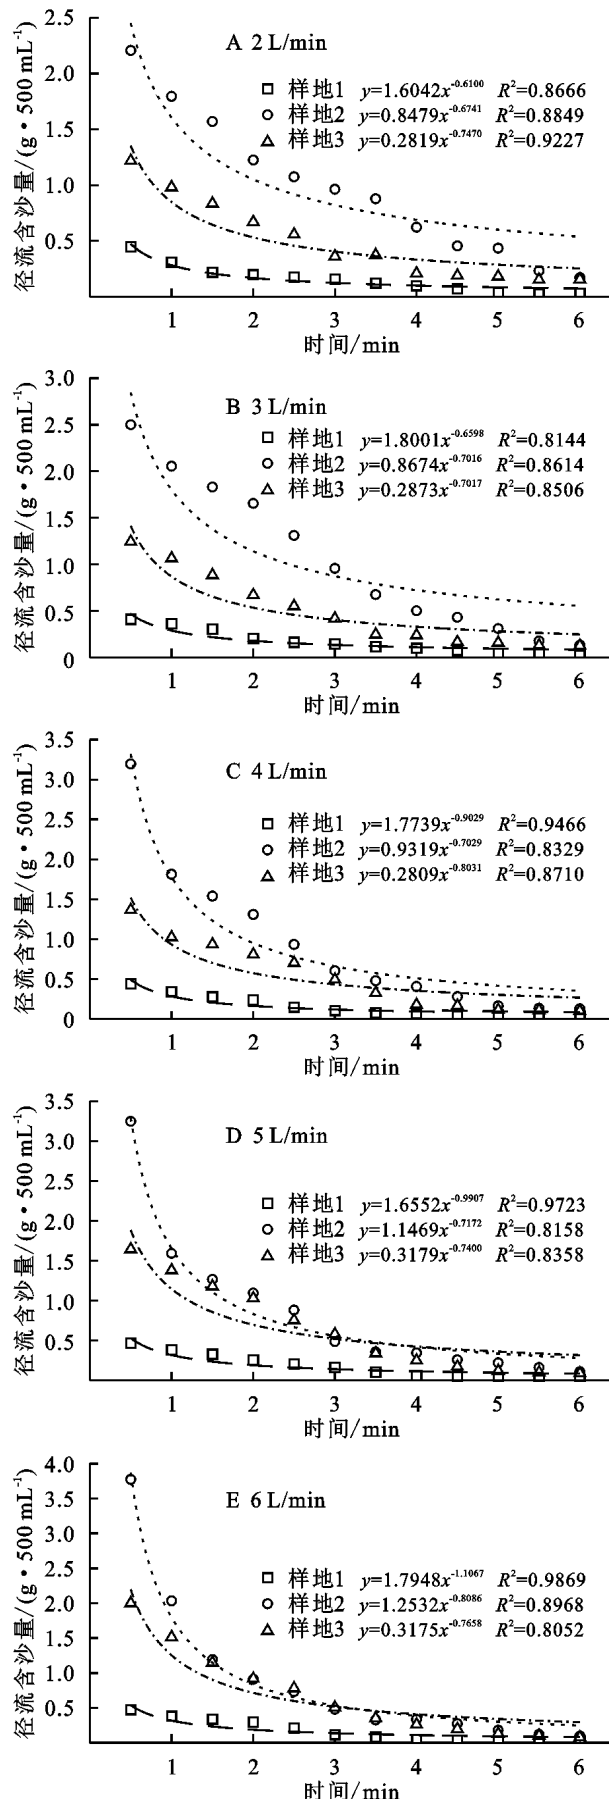 A 2 L/min
样地1 y=1.6042x^-0.6100 R²=0.8666
样地2 y=0.8479x^-0.6741 R²=0.8849
样地3 y=0.2819x^-0.7470 R²=0.9227
径流含沙量/(g·500 mL⁻¹)
2.5
2.0
1.5
1.0
0.5
1 2 3 4 5 6
时间/min
B 3 L/min
样地1 y=1.8001x^-0.6598 R²=0.8144
样地2 y=0.8674x^-0.7016 R²=0.8614
样地3 y=0.2873x^-0.7017 R²=0.8506
径流含沙量/(g·500 mL⁻¹)
3.0
2.5
2.0
1.5
1.0
0.5
0
1 2 3 4 5 6
时间/min
C 4 L/min
样地1 y=1.7739x^-0.9029 R²=0.9466
样地2 y=0.9319x^-0.7029 R²=0.8329
样地3 y=0.2809x^-0.8031 R²=0.8710
径流含沙量/(g·500 mL⁻¹)
3.5
3.0
2.5
2.0
1.5
1.0
0.5
0
1 2 3 4 5 6
时间/min
D 5 L/min
样地1 y=1.6552x^-0.9907 R²=0.9723
样地2 y=1.1469x^-0.7172 R²=0.8158
样地3 y=0.3179x^-0.7400 R²=0.8358
径流含沙量/(g·500 mL⁻¹)
3.5
3.0
2.5
2.0
1.5
1.0
0.5
1 2 3 4 5 6
时间/min
E 6 L/min
样地1 y=1.7948x^-1.1067 R²=0.9869
样地2 y=1.2532x^-0.8086 R²=0.8968
样地3 y=0.3175x^-0.7658 R²=0.8052
径流含沙量/(g·500 mL⁻¹)
4.0
3.5
3.0
2.5
2.0
1.5
1.0
0.5
1 2 3 4 5 6
时间/min